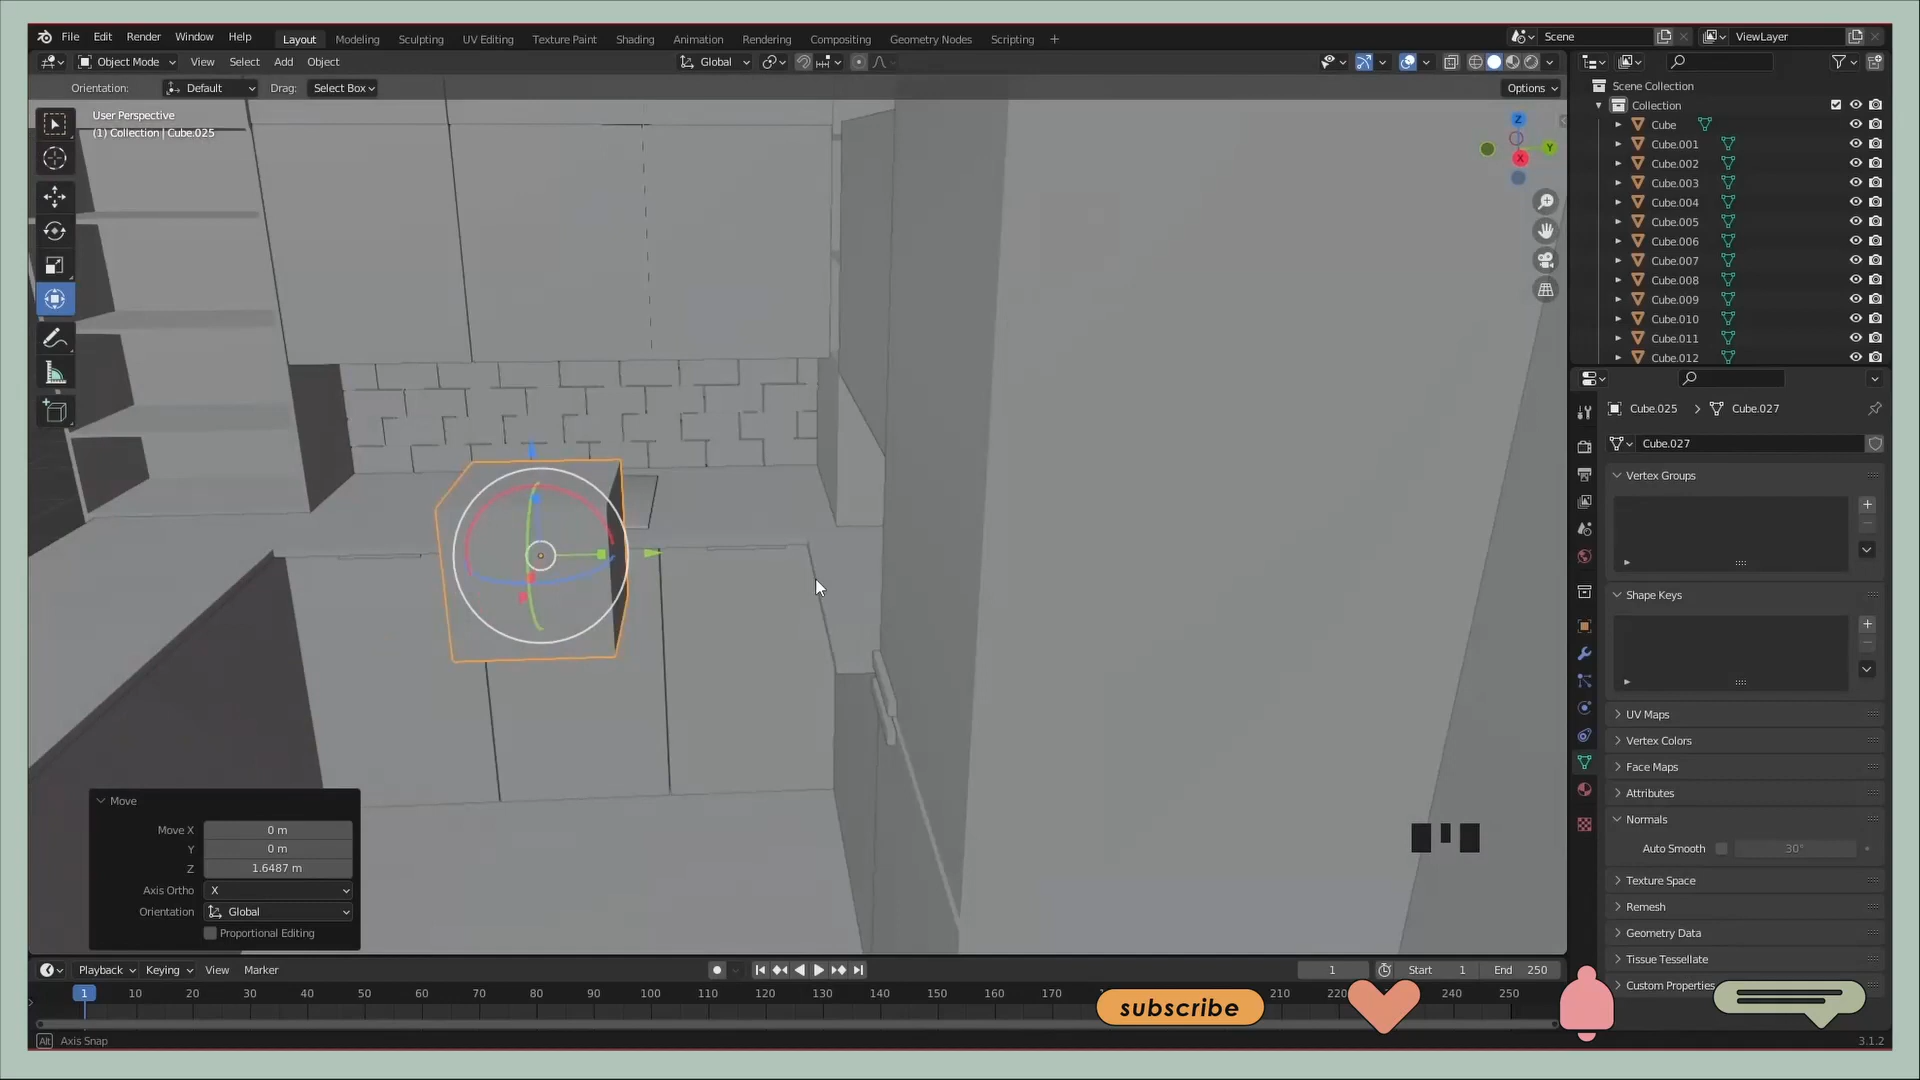 File Edit Render Window Help Layout Modeling Sculpting UV Editing Texture Paint Shading Animation Rendering Compositing Geometry Nodes Scripting + Scene ViewLayer
Object Mode View Select Add Object Global
Orientation: Default Drag: Select Box Options
User Perspective
(1) Collection | Cube.025
Z
Y
X
Scene Collection
Collection
Cube
Cube.001
Cube.002
Cube.003
Cube.004
Cube.005
Cube.006
Cube.007
Cube.008
Cube.009
Cube.010
Cube.011
Cube.012
Cube.025 > Cube.027
Cube.027
Vertex Groups
Shape Keys
UV Maps
Vertex Colors
Face Maps
Attributes
Normals
Auto Smooth 30°
Texture Space
Remesh
Geometry Data
Tissue Tessellate
Custom Properties
Move
Move X 0 m
Y 0 m
Z 1.6487 m
Axis Ortho X
Orientation Global
Proportional Editing
Playback Keying View Marker 1 Start 1 End 250
1 10 20 30 40 50 60 70 80 90 100 110 120 130 140 150 160 170 210 220 240 250
subscribe
Alt Axis Snap
3.1.2